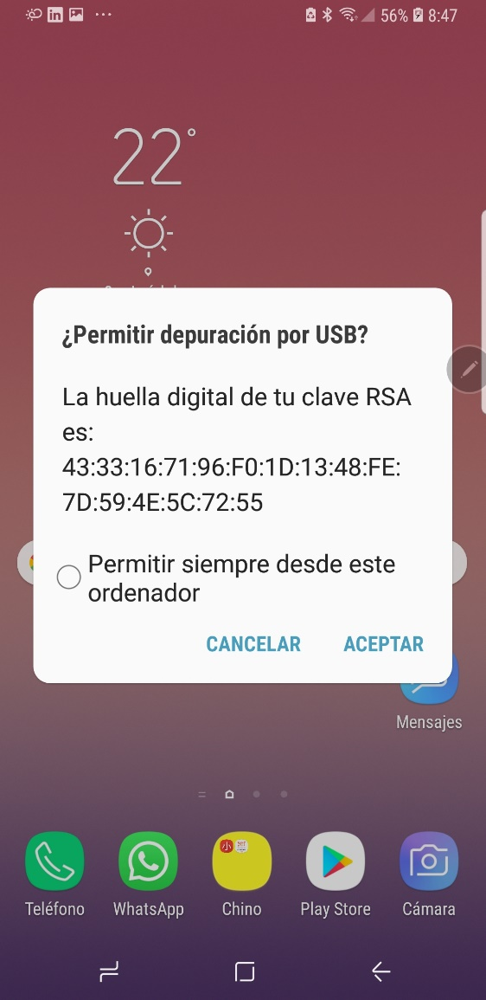 56% 8:47
22°
¿Permitir depuración por USB?
La huella digital de tu clave RSA
es:
43:33:16:71:96:F0:1D:13:48:FE:
7D:59:4E:5C:72:55
Permitir siempre desde este
ordenador
CANCELAR ACEPTAR
Mensajes
Teléfono WhatsApp Chino Play Store Cámara